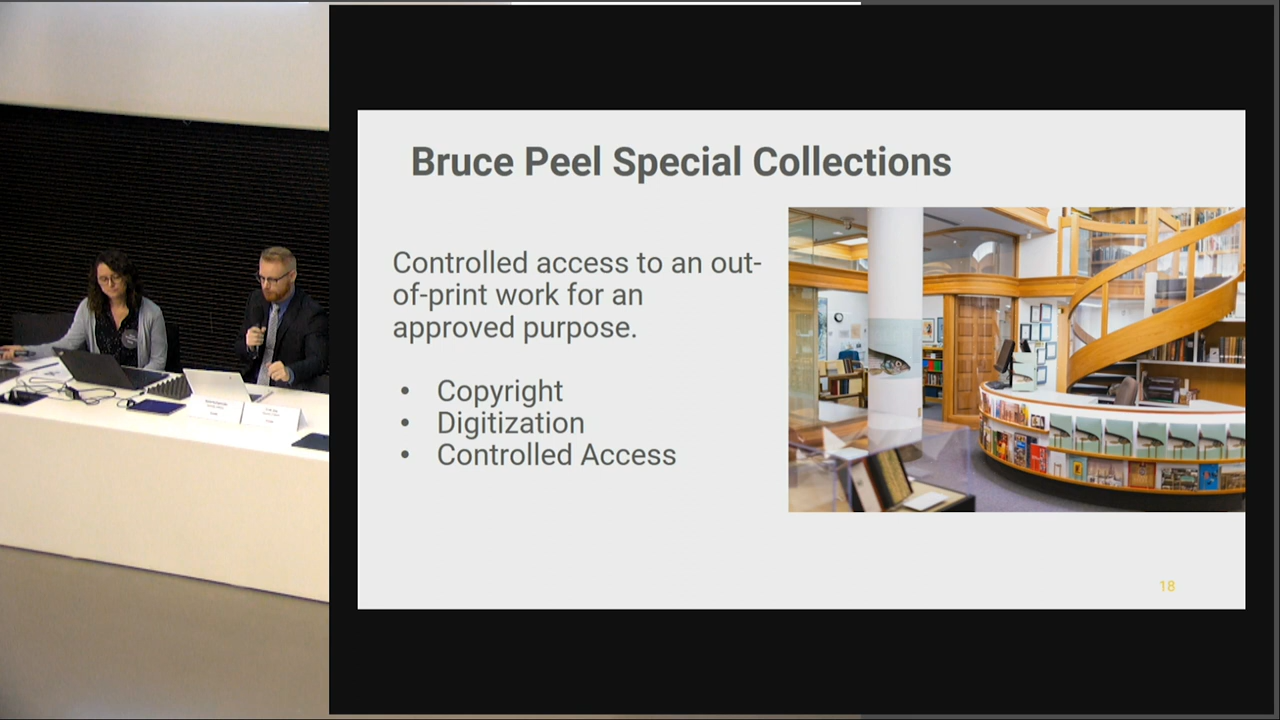 Bruce Peel Special Collections
Controlled access to an out-
of-print work for an
approved purpose.
• Copyright
• Digitization
• Controlled Access
18